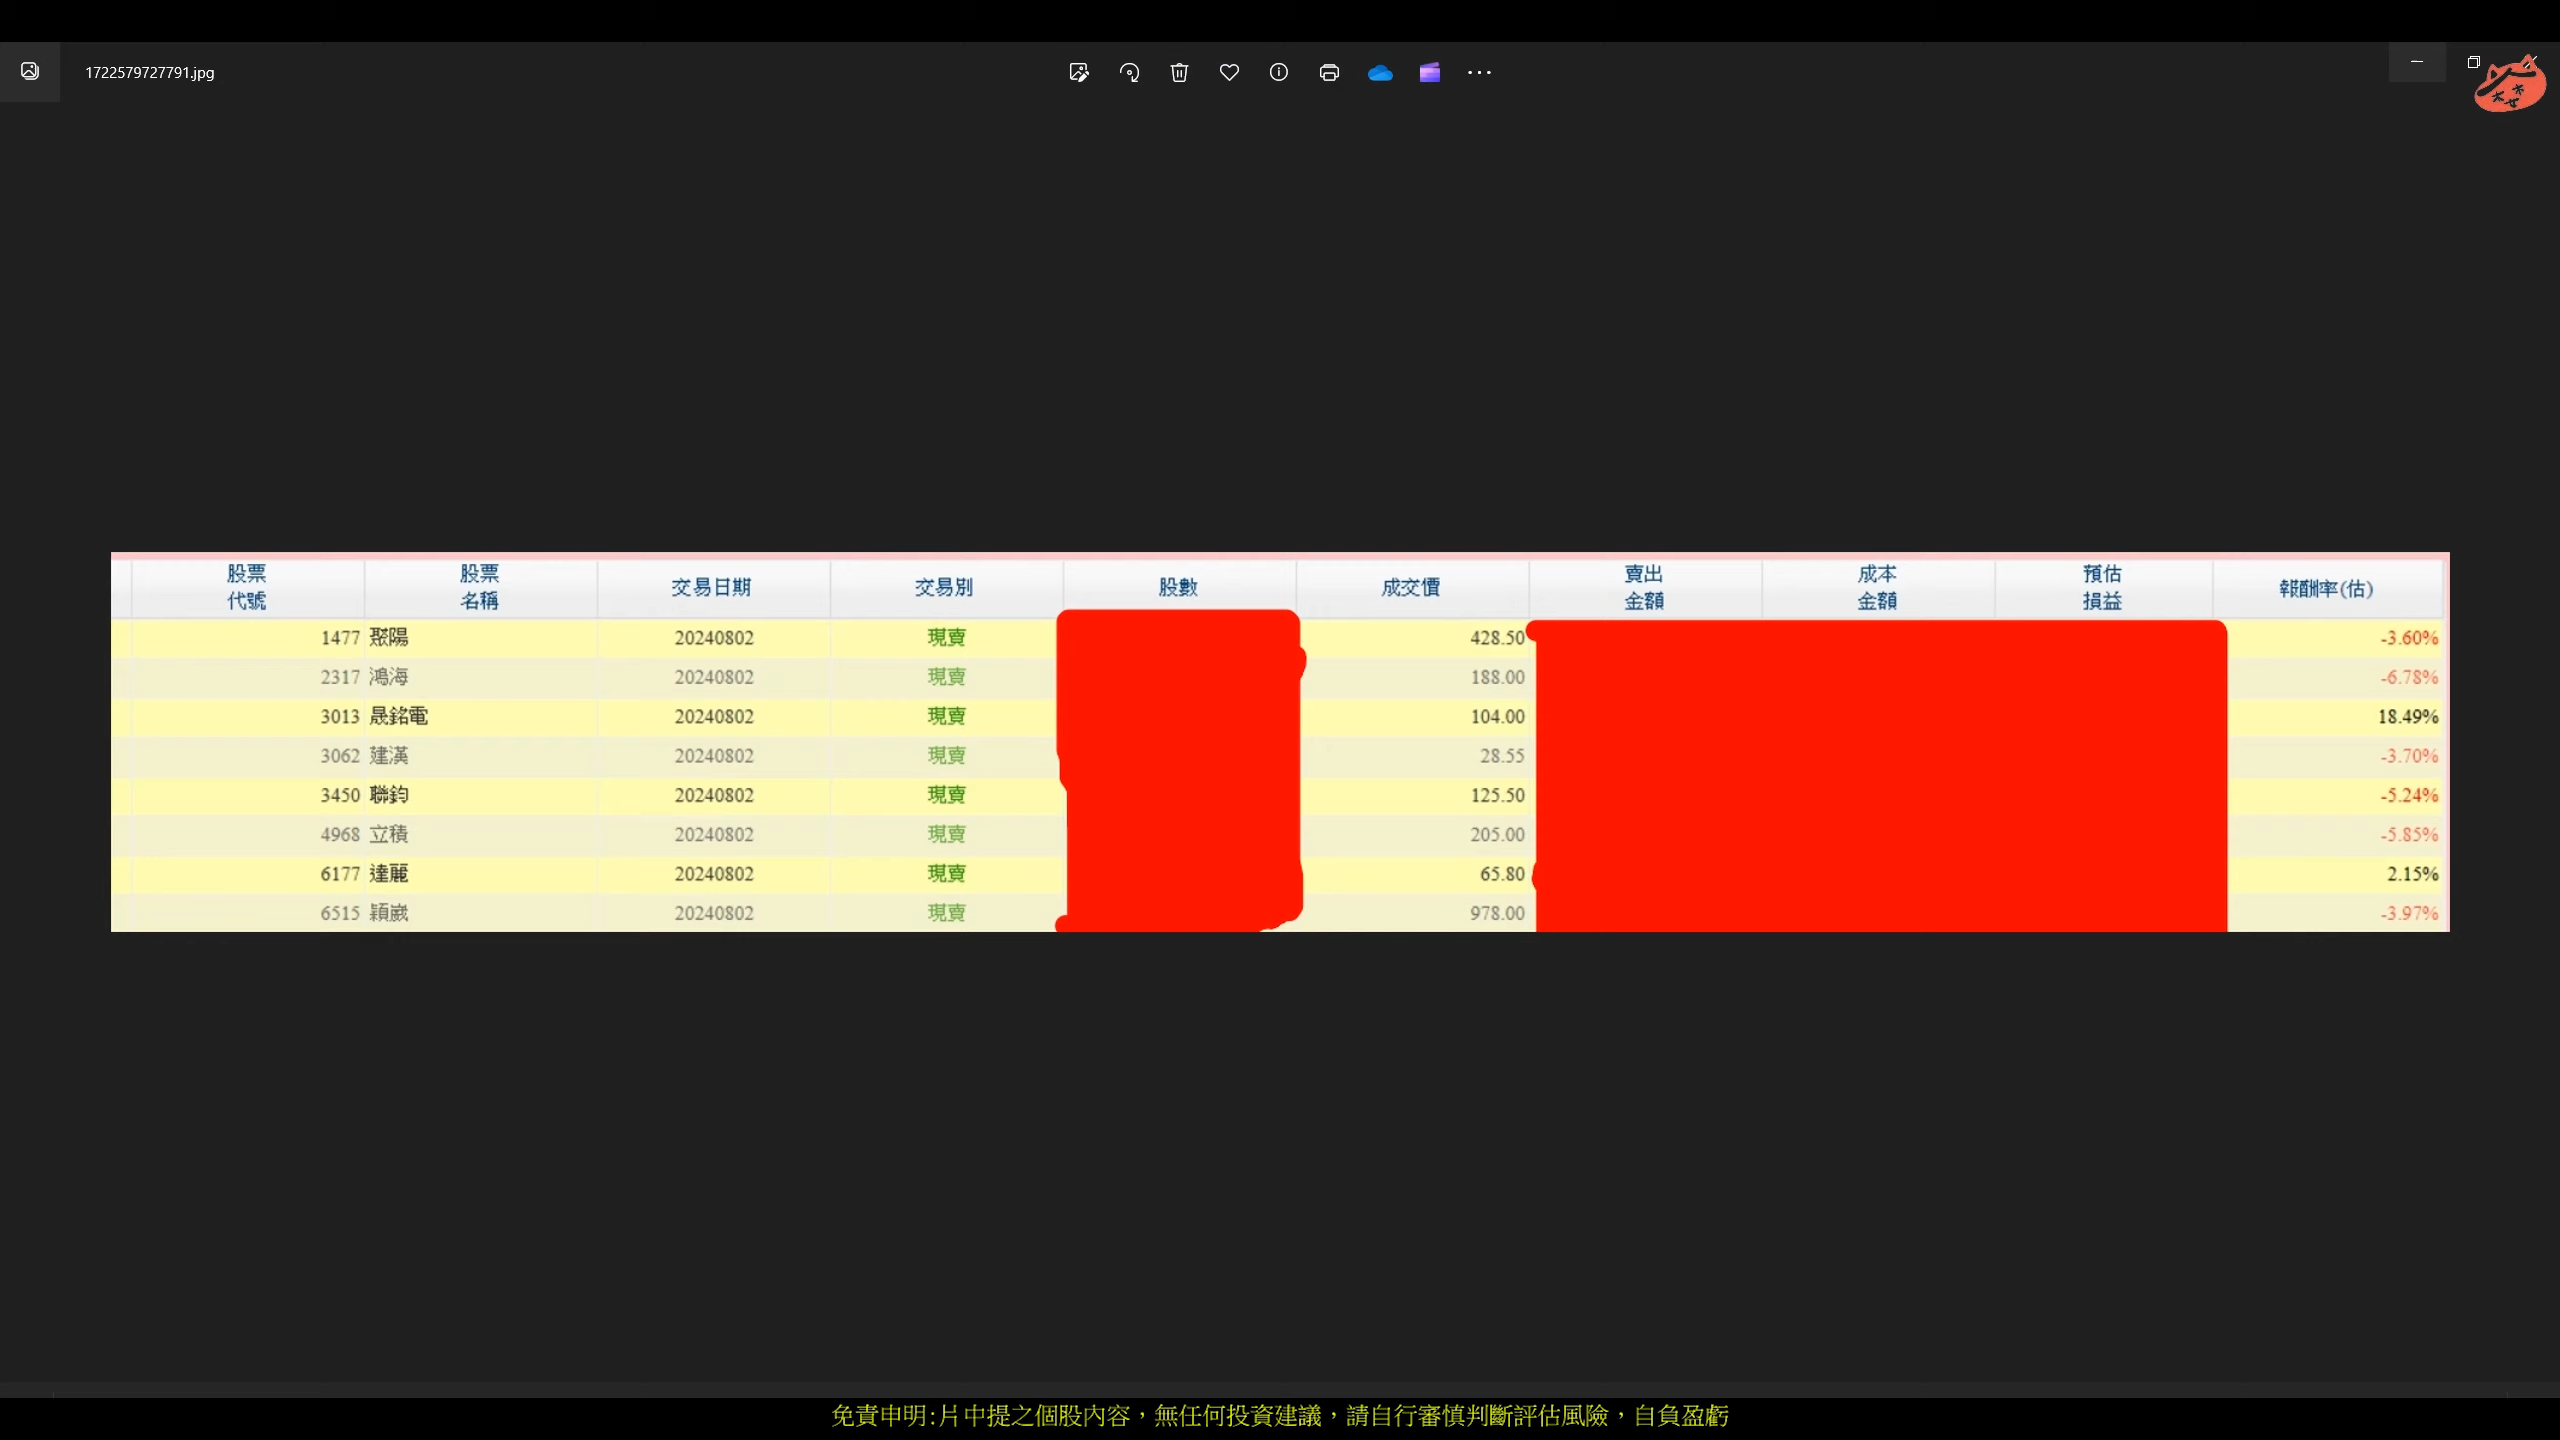 1722579727791.jpg
股票代號 股票名稱 交易日期 交易別 股數 成交價 賣出金額 成本金額 預估損益 報酬率(估)
1477 聚陽 20240802 現賣 428.50 -3.60%
2317 鴻海 20240802 現賣 188.00 -6.78%
3013 晟銘電 20240802 現賣 104.00 18.49%
3062 建漢 20240802 現賣 28.55 -3.70%
3450 聯鈞 20240802 現賣 125.50 -5.24%
4968 立積 20240802 現賣 205.00 -5.85%
6177 達麗 20240802 現賣 65.80 2.15%
6515 穎崴 20240802 現賣 978.00 -3.97%
免責申明:片中提之個股內容，無任何投資建議，請自行審慎判斷評估風險，自負盈虧